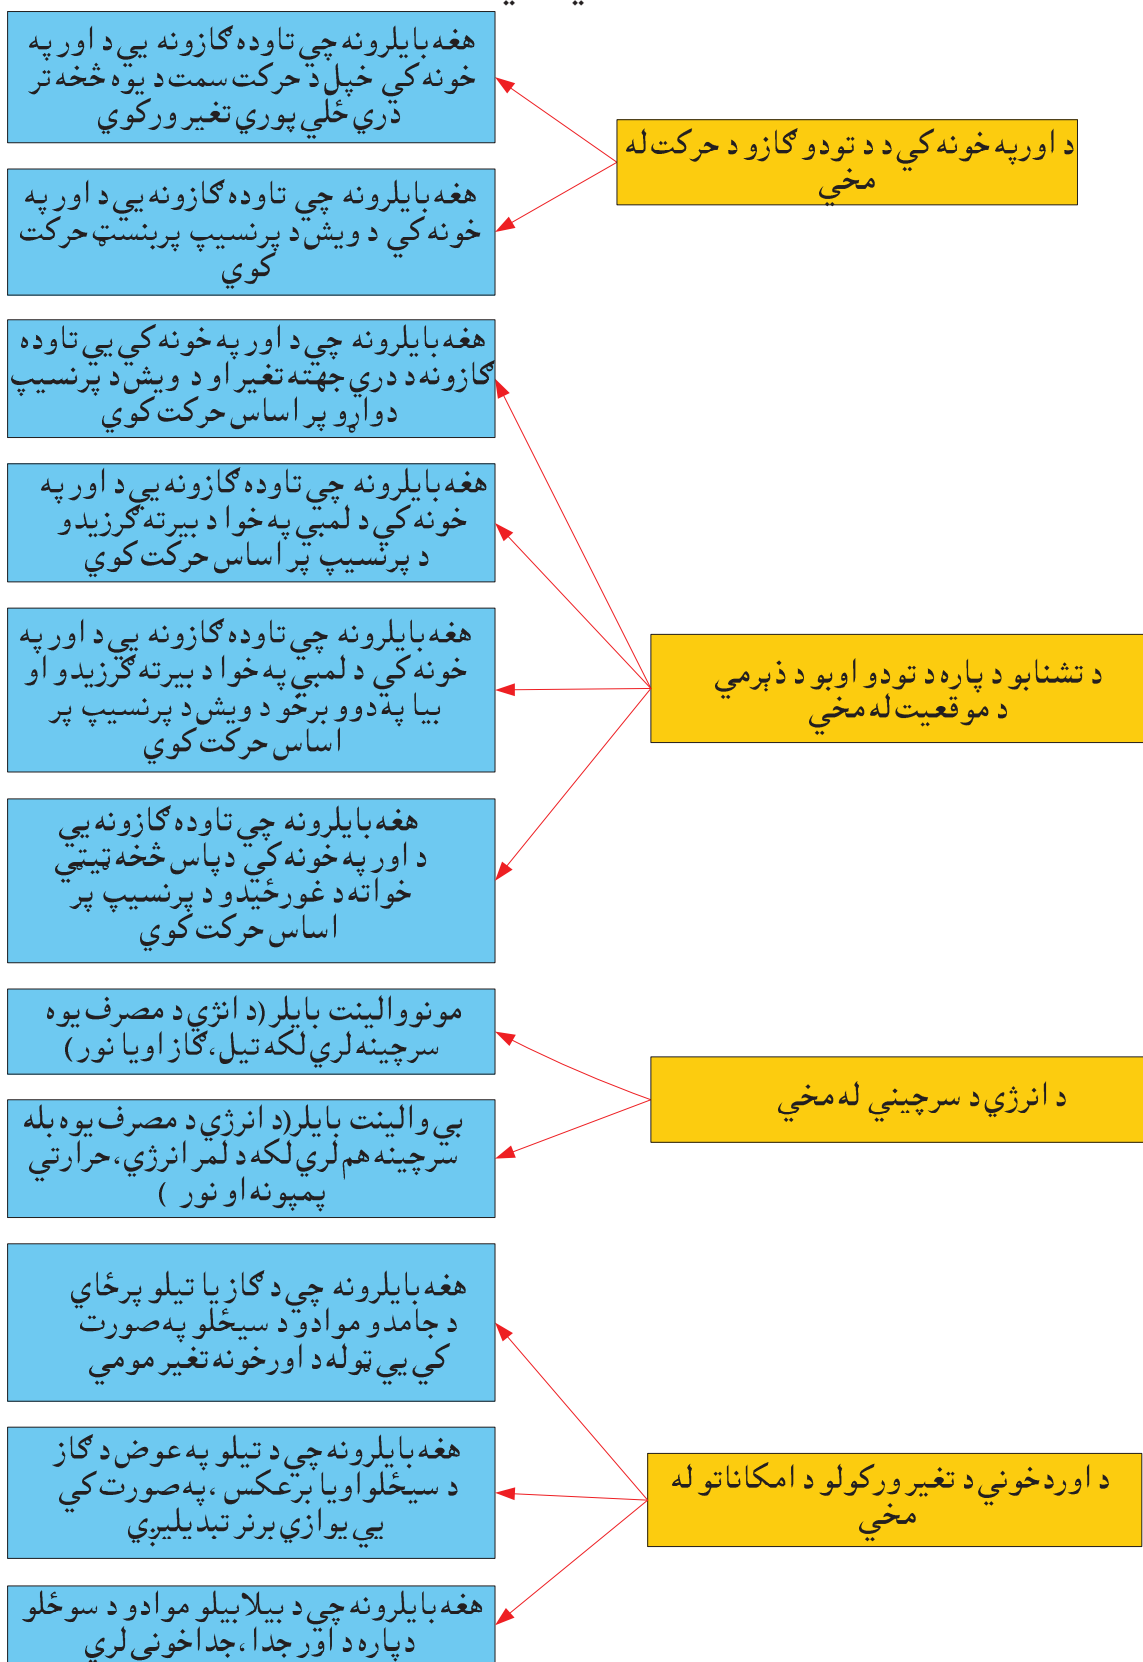 د اورپه خونه کي د د تودو ګازو د حرکت له
مخي
هغه بايلرونه چي تاوده ګازونه يي د اور په
خونه کي خپل د حرکت سمت د يوه څخه تر
دري ځلي پوري تغير ورکوي
هغه بايلرونه چي تاوده ګازونه يي د اور په
خونه کي د ويش د پرنسيپ پربنسټ حرکت
کوي
د تشنابو د پاره د تودو اوبو د ذېرمي
د موقعيت له مخي
هغه بايلرونه چي د اور په خونه کي يي تاوده
ګازونه د دري جهته تغير او د ويش د پرنسيپ
دواړو پر اساس حرکت کوي
هغه بايلرونه چي تاوده ګازونه يي د اور په
خونه کي د لمبي په خوا د بيرته ګرزيدو
د پرنسيپ پر اساس حرکت کوي
هغه بايلرونه چي تاوده ګازونه يي د اور په
خونه کي د لمبي په خوا د بيرته ګرزيدو او
بيا په دوو برخو د ويش د پرنسيپ پر
اساس حرکت کوي
هغه بايلرونه چي تاوده ګازونه يي
د اور په خونه کي دپاس څخه ټيټي
خواته د غورځيدو د پرنسيپ پر
اساس حرکت کوي
د انرژي د سرچيني له مخي
مونووالينت بايلر (د انژي د مصرف يوه
سرچينه لري لکه تيل، ګاز اويا نور)
بي والينت بايلر(د انرژي د مصرف يوه بله
سرچينه هم لري لکه د لمر انرژي، حرارتي
پمپونه او نور )
د اوردخوني د تغير ورکولو د امکاناتو له
مخي
هغه بايلرونه چي د ګاز يا تيلو پرځاي
د جامدو موادو د سيځلو په صورت
کي يي ټوله د اورخونه تغير مومي
هغه بايلرونه چي د تيلو په عوض د ګاز
د سيځلواويا برعکس ،په صورت کي
يي يوازي برنر تبديليږي
هغه بايلرونه چي د بيلابيلو موادو د سوځلو
دپاره د اور جدا ،جداخوني لري